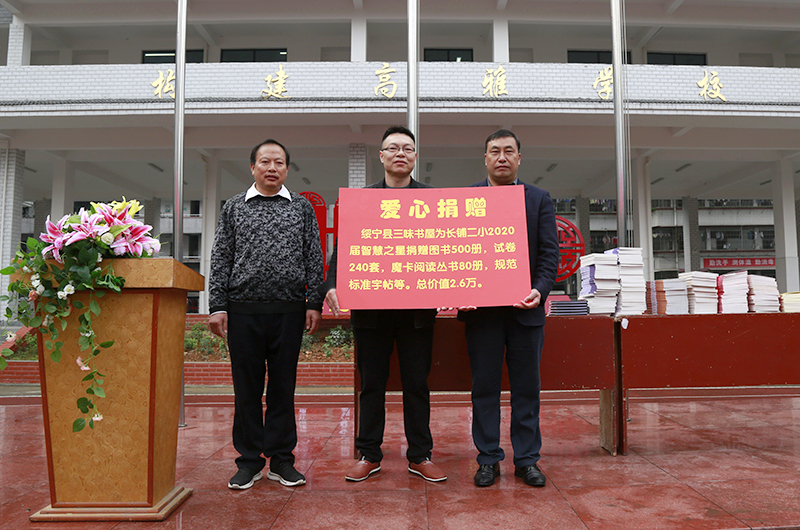 构建高雅学校
爱心捐赠
绥宁县三味书屋为长铺二小2020
届智慧之星捐赠图书500册，试卷
240套，魔卡阅读丛书80册，规范
标准字帖等。总价值2.6万。